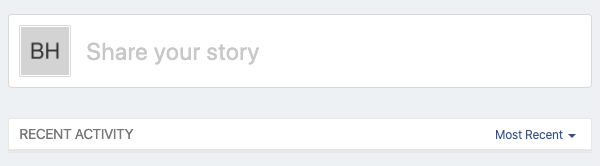 BH
Share your story
RECENT ACTIVITY
Most Recent